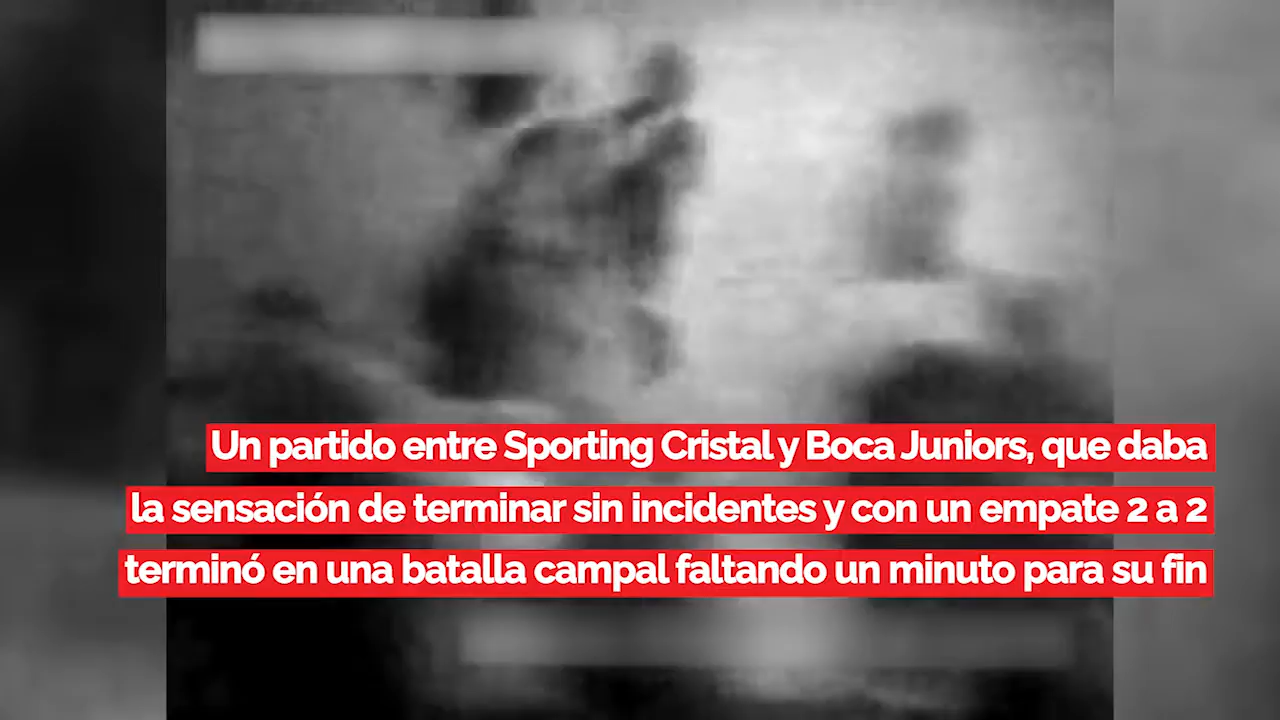 Un partido entre Sporting Cristal y Boca Juniors, que daba
la sensación de terminar sin incidentes y con un empate 2 a 2
terminó en una batalla campal faltando un minuto para su fin